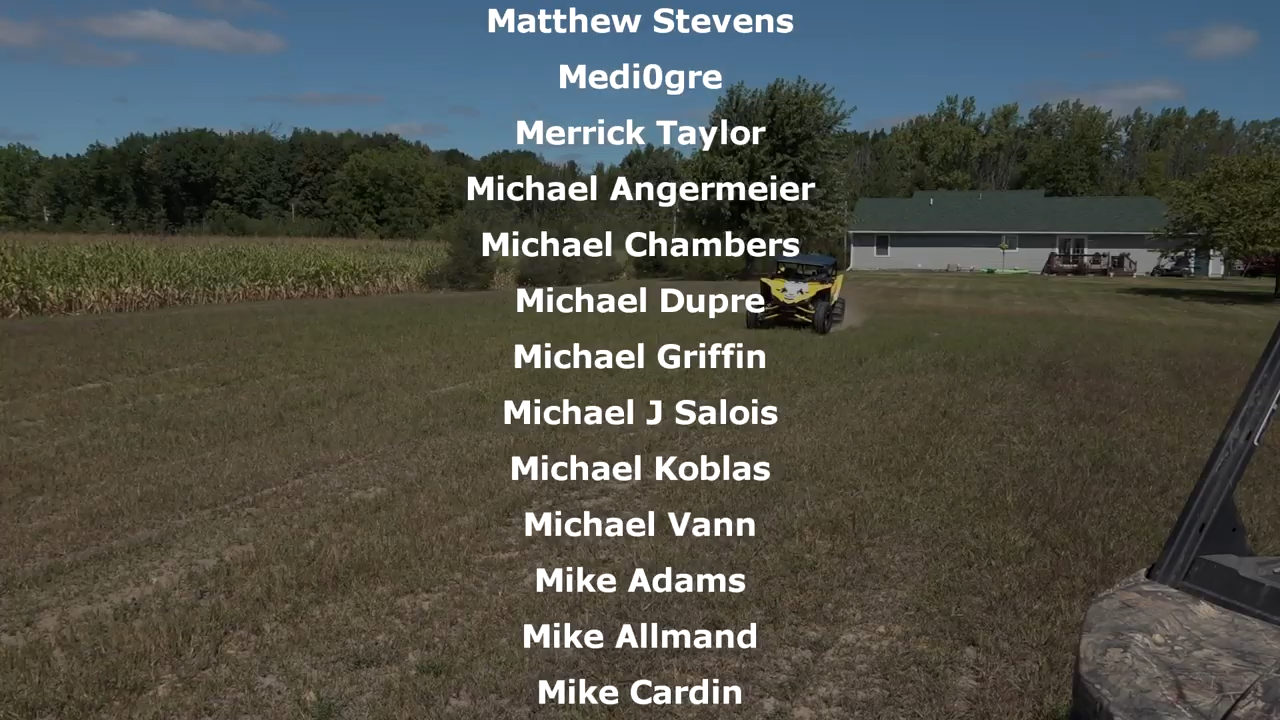 Matthew Stevens
Medi0gre
Merrick Taylor
Michael Angermeier
Michael Chambers
Michael Dupre
Michael Griffin
Michael J Salois
Michael Koblas
Michael Vann
Mike Adams
Mike Allmand
Mike Cardin